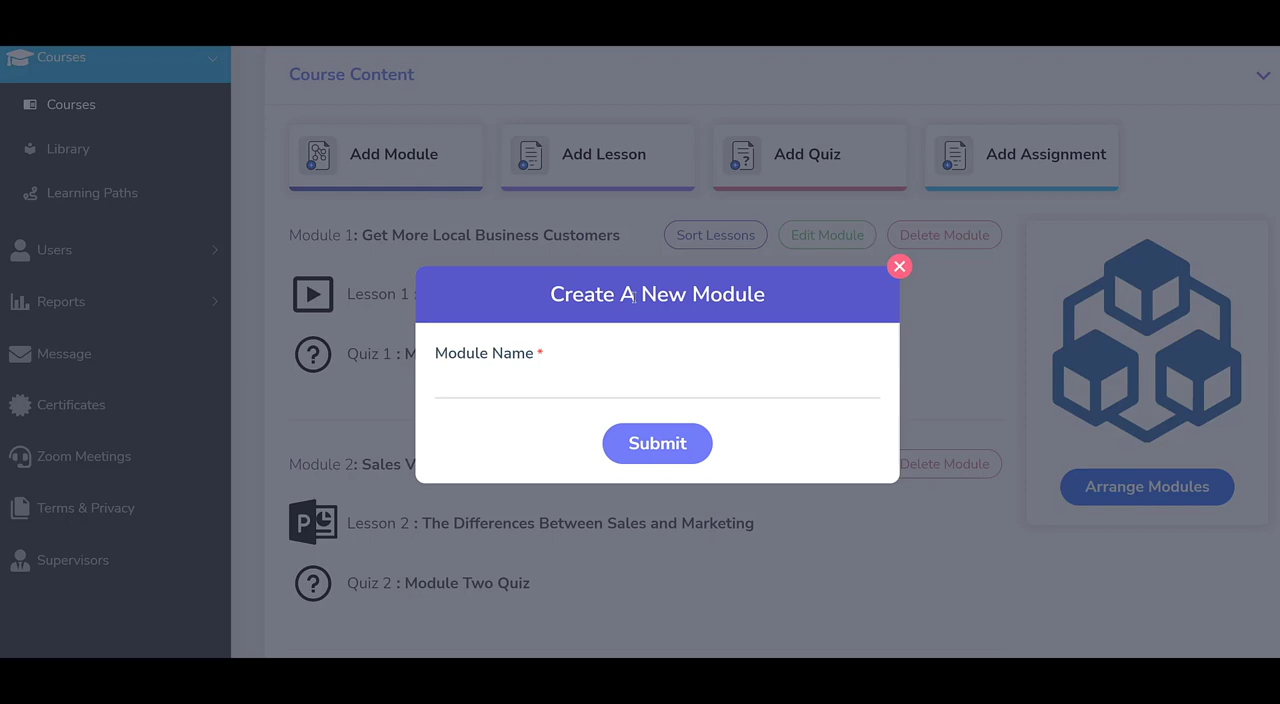 Courses
Courses
Library
Learning Paths
Users
Reports
Message
Certificates
Zoom Meetings
Terms & Privacy
Supervisors
Course Content
Add Module
Add Lesson
Add Quiz
Add Assignment
Module 1: Get More Local Business Customers
Sort Lessons
Edit Module
Delete Module
Lesson 1 :
Quiz 1 : M
Create A New Module
Module Name *
Submit
Module 2: Sales V
Delete Module
Lesson 2 : The Differences Between Sales and Marketing
Quiz 2 : Module Two Quiz
Arrange Modules